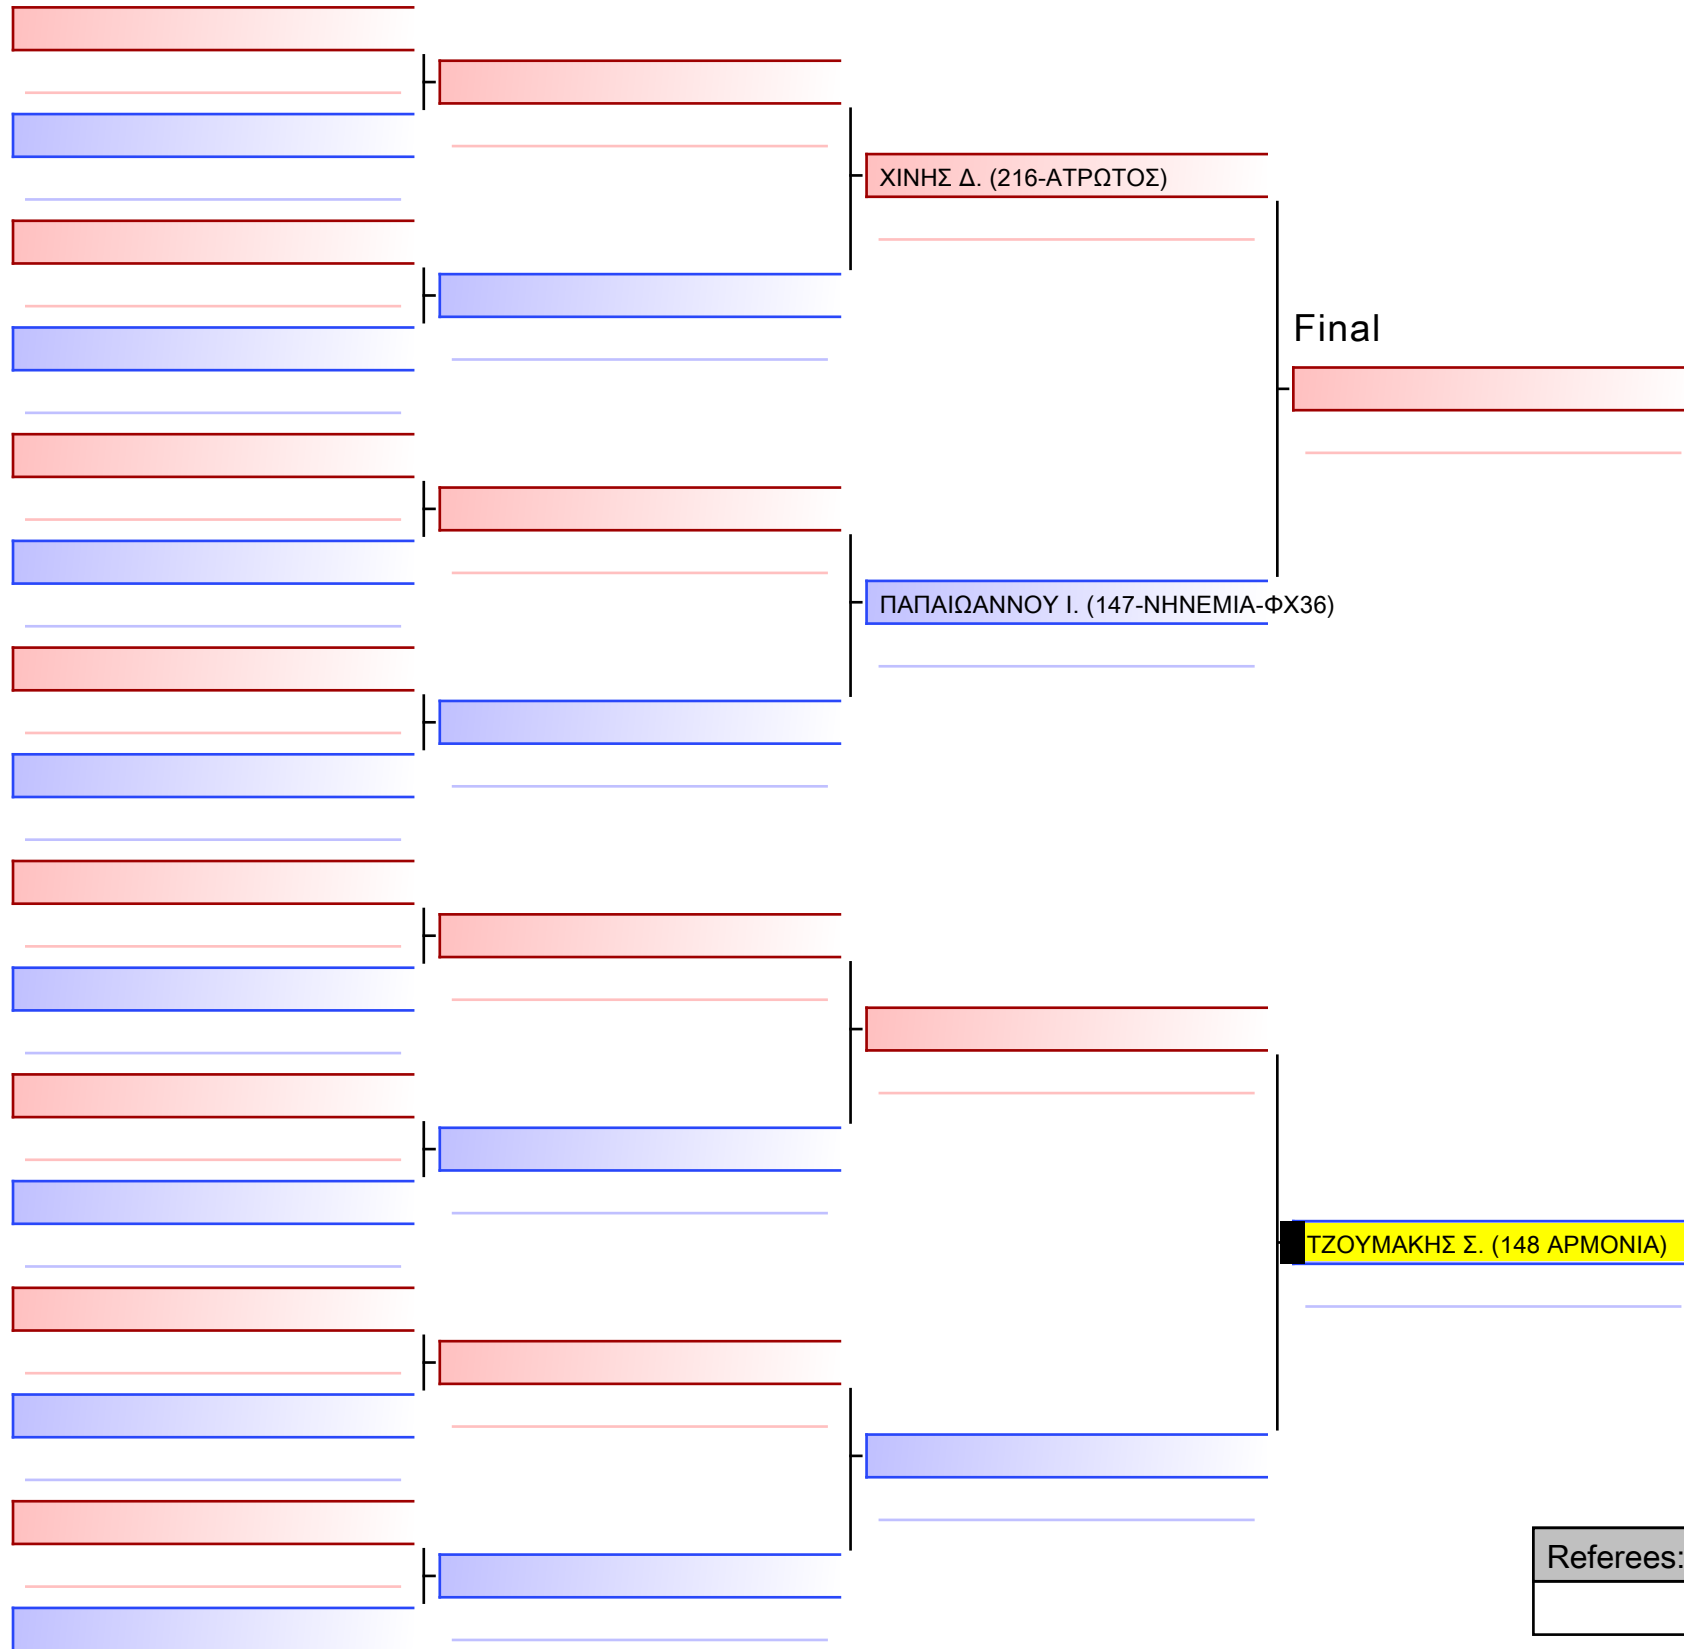 ΧΙΝΗΣ Δ. (216-ΑΤΡΩΤΟΣ)
Final
ΠΑΠΑΙΩΑΝΝΟΥ Ι. (147-ΝΗΝΕΜΙΑ-ΦΧ36)
ΤΖΟΥΜΑΚΗΣ Σ. (148 ΑΡΜΟΝΙΑ)
Referees: